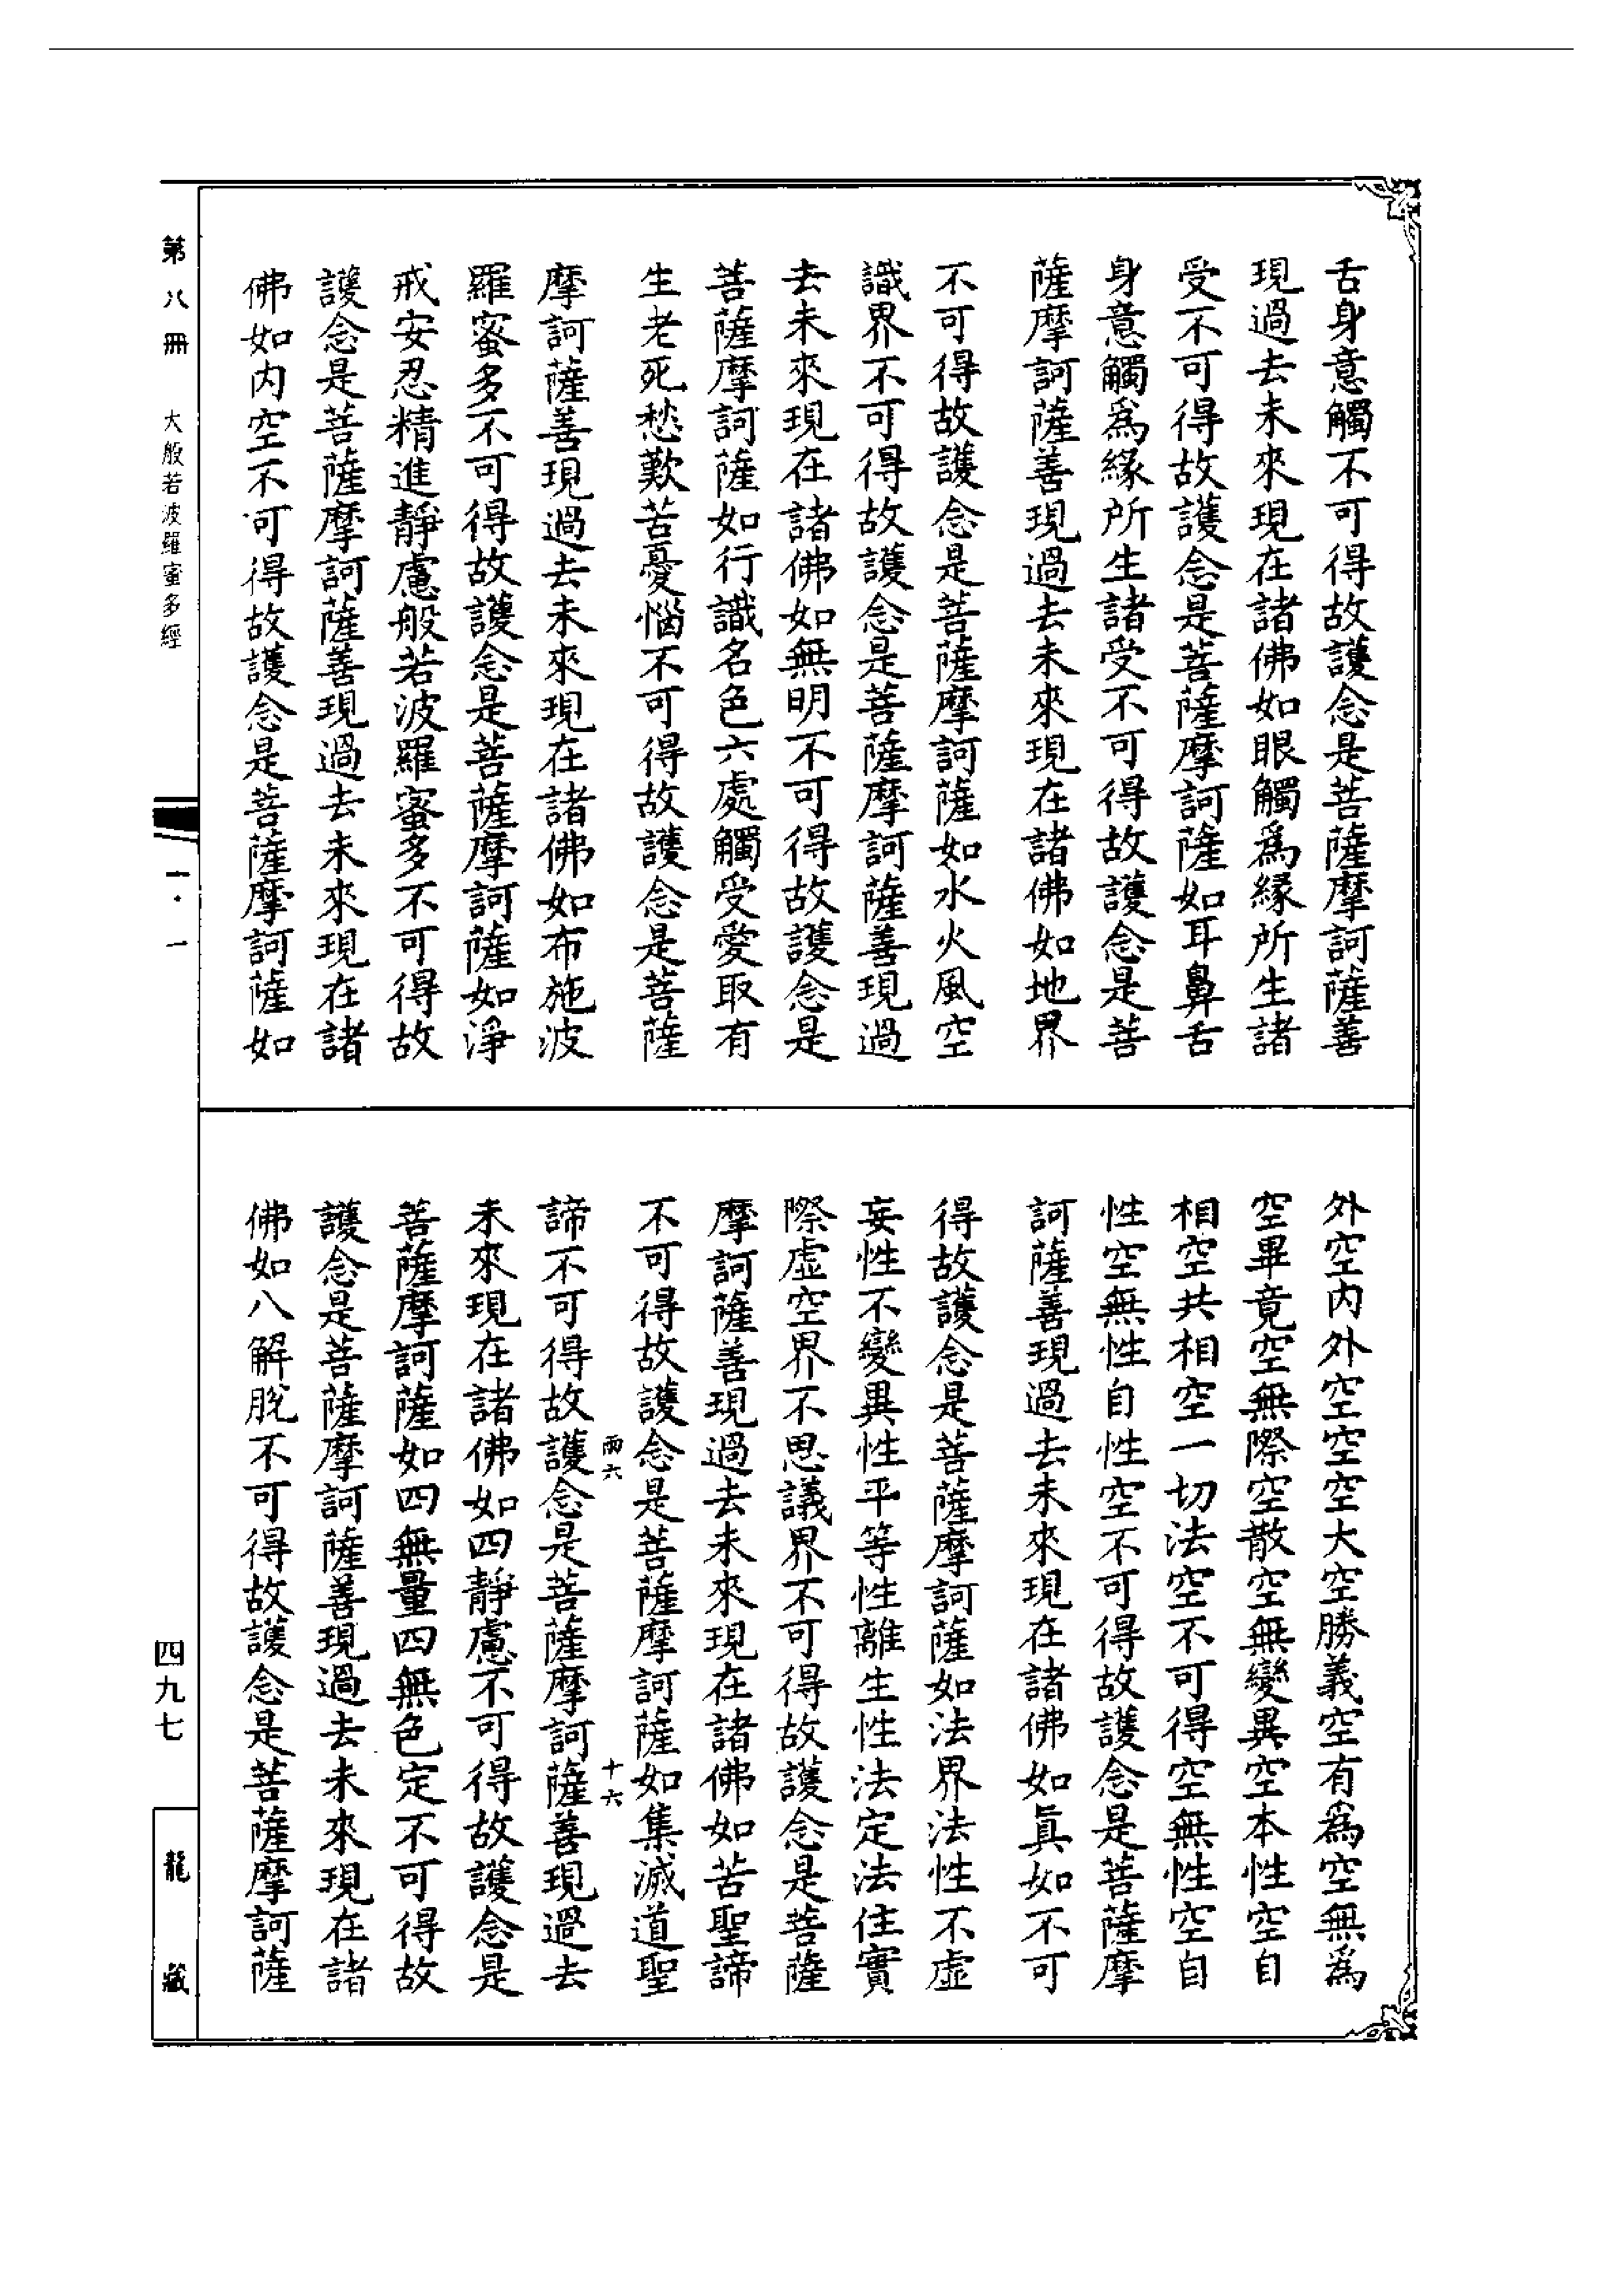 舌身意觸不可得故護念是菩薩摩訶薩善
現過去未來現在諸佛如眼觸爲緣所生諸
受不可得故護念是菩薩摩訶薩如耳鼻舌
身意觸爲緣所生諸受不可得故護念是菩
薩摩訶薩善現過去未來現在諸佛如地界
不可得故護念是菩薩摩訶薩如水火風空
識界不可得故護念是菩薩摩訶薩善現過
去未來現在諸佛如無明不可得故護念是
菩薩摩訶薩如行識名色六處觸受愛取有
生老死愁歎苦憂惱不可得故護念是菩薩
摩訶薩善現過去未來現在諸佛如布施波
羅蜜多不可得故護念是菩薩摩訶薩如淨
戒安忍精進靜慮般若波羅蜜多不可得故
護念是菩薩摩訶薩善現過去未來現在諸
佛如内空不可得故護念是菩薩摩訶薩如
外空内外空空空大空勝義空有爲空無爲
空畢竟空無際空散空無變異空本性空自
相空共相空一切法空不可得空無性空自
性空無性自性空不可得故護念是菩薩摩
訶薩善現過去未來現在諸佛如眞如不可
得故護念是菩薩摩訶薩如法界法性不虛
妄性不變異性平等性離生性法定法住實
際虛空界不思議界不可得故護念是菩薩
摩訶薩善現過去未來現在諸佛如苦聖諦
不可得故護念是菩薩摩訶薩如集滅道聖
雨六 十六
諦不可得故護念是菩薩摩訶薩善現過去
未來現在諸佛如四靜慮不可得故護念是
菩薩摩訶薩如四無量四無色定不可得故
護念是菩薩摩訶薩善現過去未來現在諸
佛如八解脫不可得故護念是菩薩摩訶薩
第八冊 大般若波羅蜜多經 一·一 四九七 龍藏